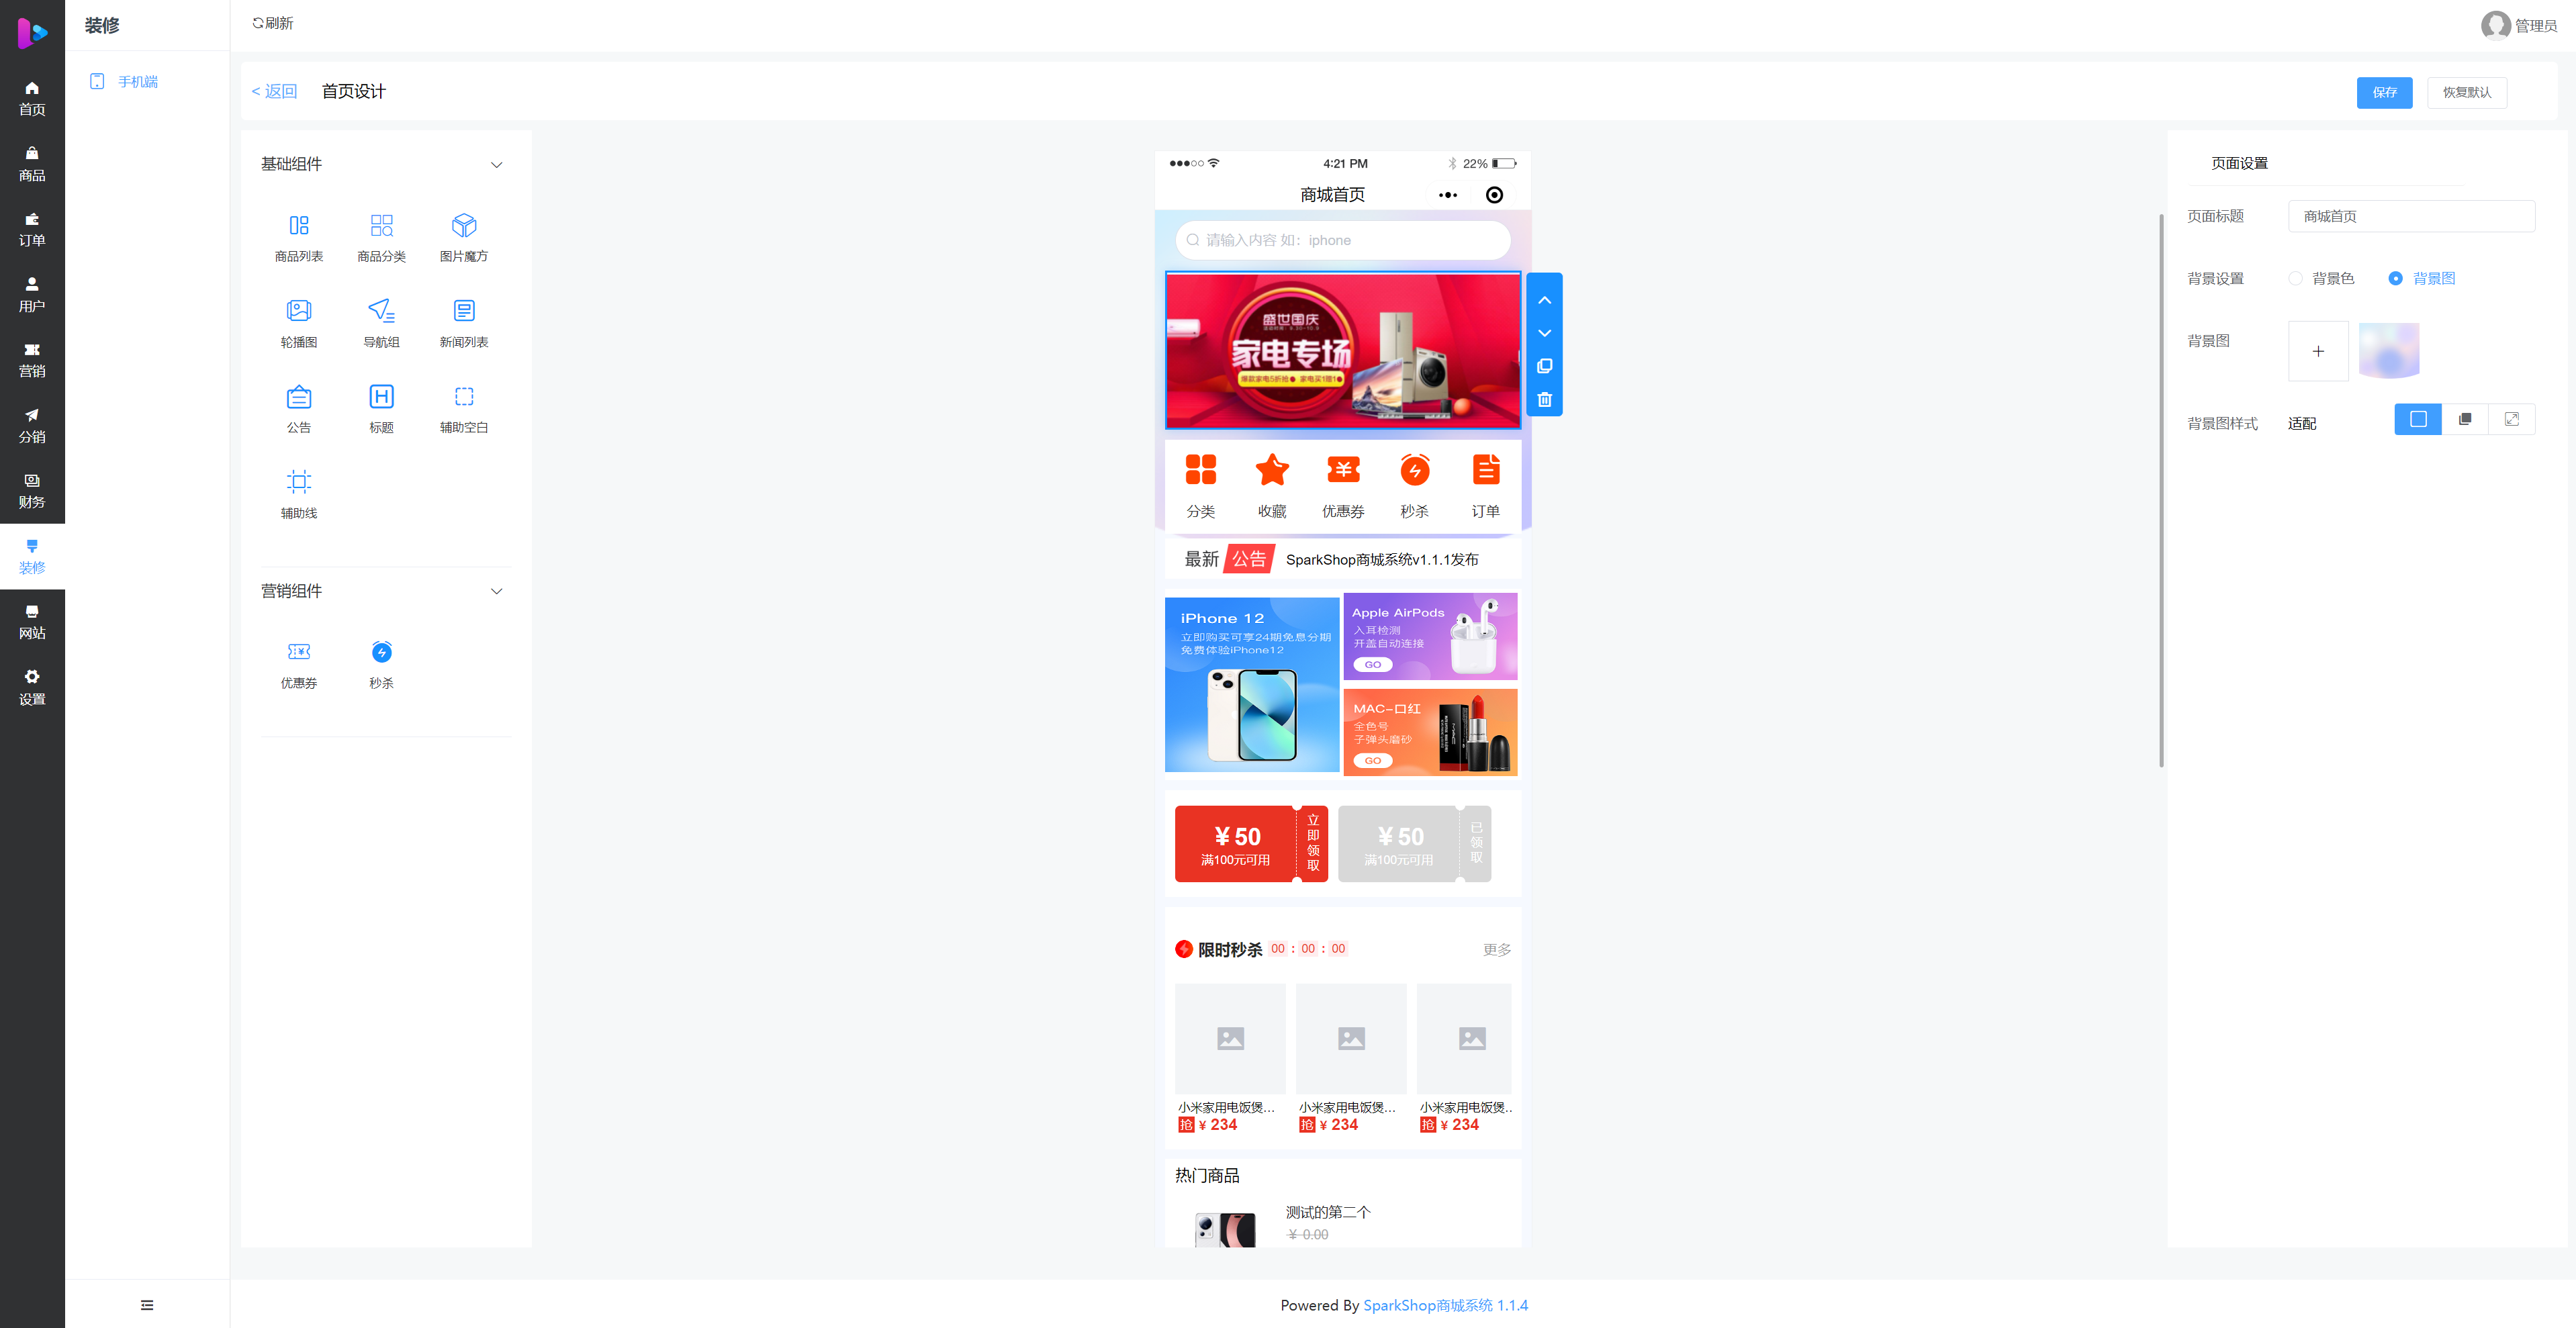 装修
刷新
管理员
首页
商品
订单
用户
营销
分销
财务
装修
网站
设置
手机端
< 返回
首页设计
保存
恢复默认
基础组件
商品列表
商品分类
图片魔方
轮播图
导航组
新闻列表
公告
标题
辅助空白
辅助线
营销组件
优惠券
秒杀
4:21 PM
22%
商城首页
请输入内容 如：iphone
盛世国庆
家电专场
爆款家电5折抢
家电买1赠1
分类
收藏
优惠券
秒杀
订单
最新 公告 SparkShop商城系统v1.1.1发布
iPhone 12
立即购买可享24期免息分期
免费体验iPhone12
Apple AirPods
入耳检测
开盖自动连接
GO
MAC-口红
全色号
子弹头磨砂
GO
¥ 50
满100元可用
立即领取
¥ 50
满100元可用
已领取
限时秒杀 00 : 00 : 00
更多
小米家用电饭煲...
抢 ¥ 234
小米家用电饭煲...
抢 ¥ 234
小米家用电饭煲..
抢 ¥ 234
热门商品
测试的第二个
¥ 0.00
页面设置
页面标题
商城首页
背景设置
背景色
背景图
背景图
背景图样式
适配
Powered By SparkShop商城系统 1.1.4